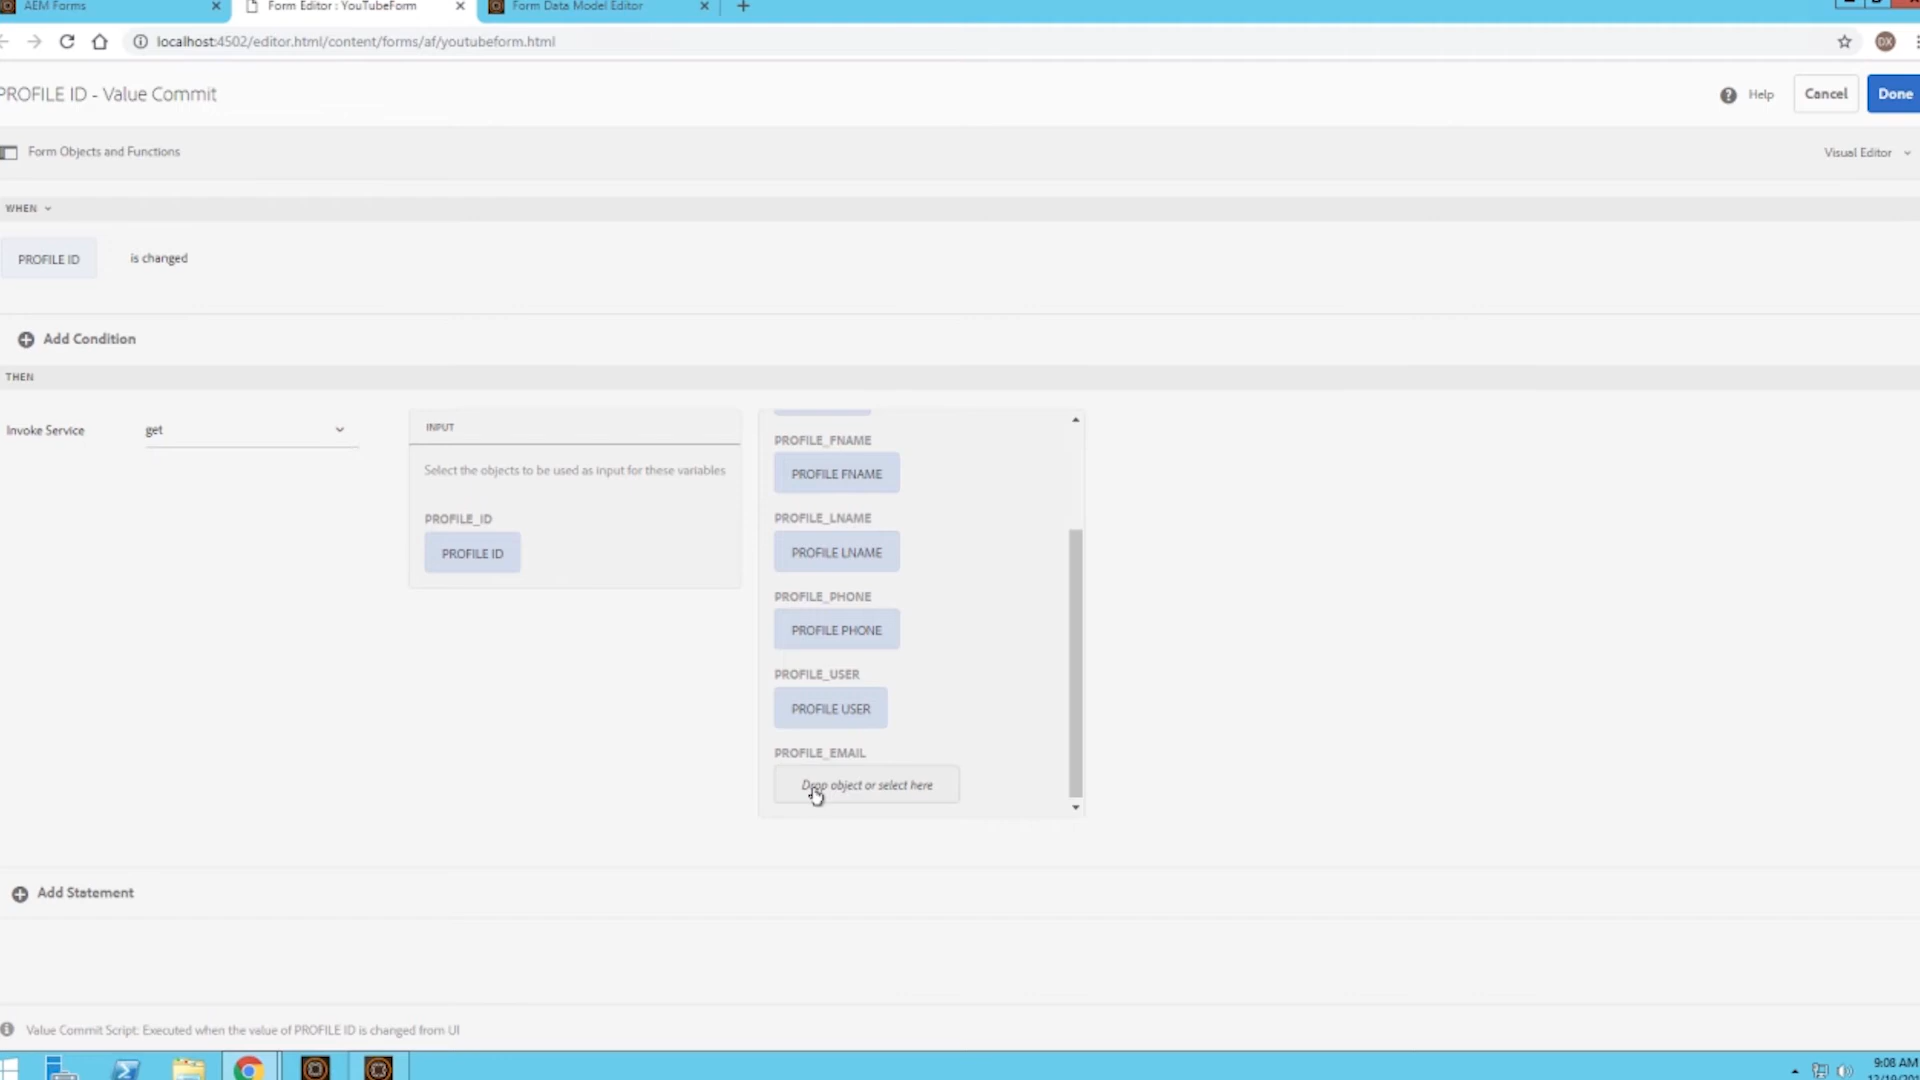 AEM Forms
Form Editor : YouTubeForm
Form Data Model Editor
localhost:4502/editor.html/content/forms/af/youtubeform.html
DX
PROFILE ID - Value Commit
Help
Cancel
Done
Form Objects and Functions
Visual Editor
WHEN
PROFILE ID
is changed
Add Condition
THEN
Invoke Service
get
INPUT
Select the objects to be used as input for these variables
PROFILE_ID
PROFILE ID
PROFILE_FNAME
PROFILE FNAME
PROFILE_LNAME
PROFILE LNAME
PROFILE_PHONE
PROFILE PHONE
PROFILE_USER
PROFILE USER
PROFILE_EMAIL
Drop object or select here
Add Statement
Value Commit Script: Executed when the value of PROFILE ID is changed from UI
9:08 AM